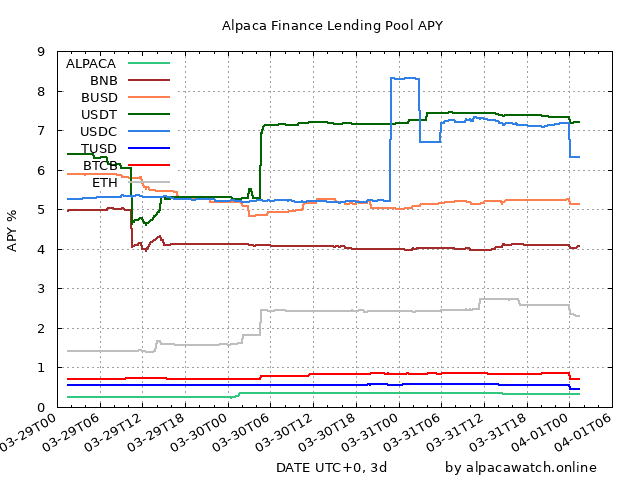 Alpaca Finance Lending Pool APY
APY %
9
8
7
6
5
4
3
2
1
0
ALPACA
BNB
BUSD
USDT
USDC
TUSD
BTCB
ETH
03-29T00
03-29T06
03-29T12
03-29T18
03-30T00
03-30T06
03-30T12
03-30T18
03-31T00
03-31T06
03-31T12
03-31T18
04-01T00
04-01T06
DATE UTC+0, 3d
by alpacawatch.online